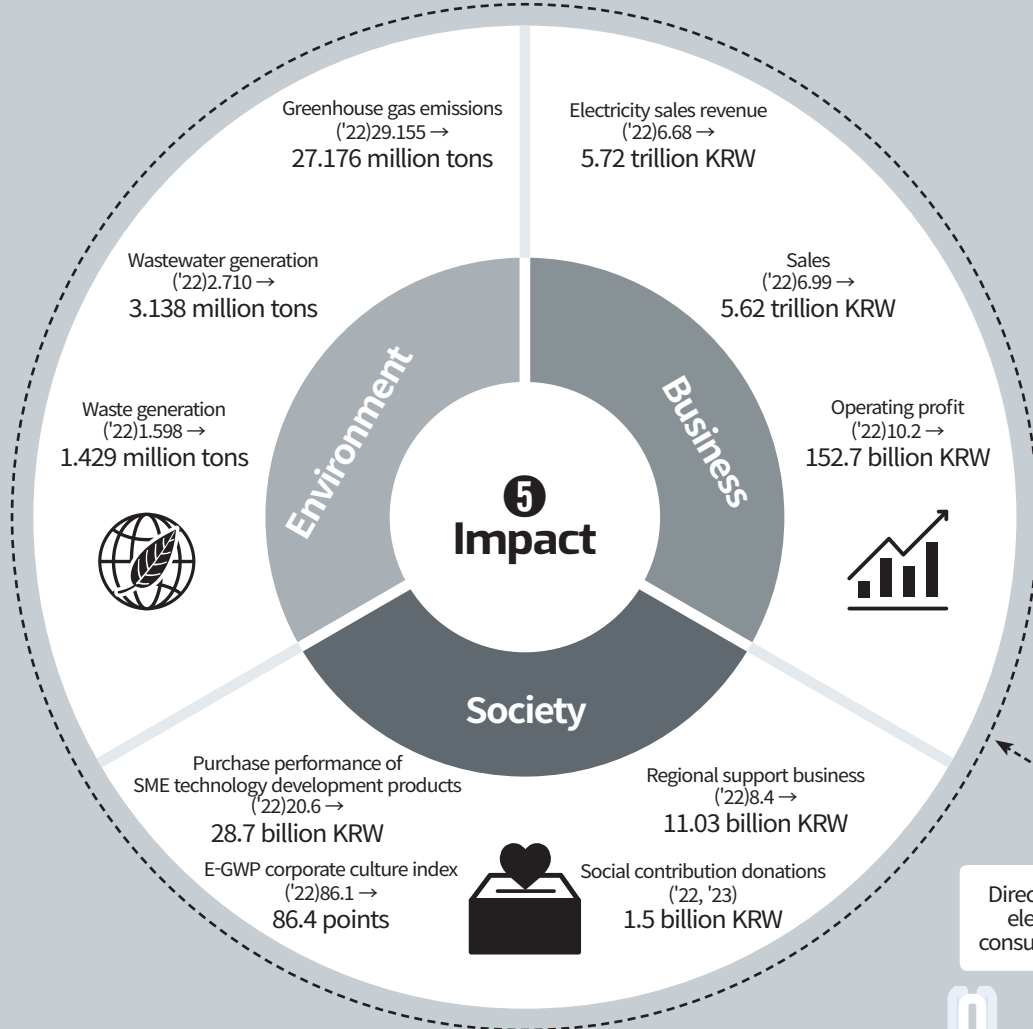 Greenhouse gas emissions
('22)29.155 →
27.176 million tons
Wastewater generation
('22)2.710 →
3.138 million tons
Waste generation
('22)1.598 →
1.429 million tons
Environment
Electricity sales revenue
('22)6.68 →
5.72 trillion KRW
Sales
('22)6.99 →
5.62 trillion KRW
Operating profit
('22)10.2 →
152.7 billion KRW
Business
5
Impact
Society
Purchase performance of
SME technology development products
('22)20.6 →
28.7 billion KRW
E-GWP corporate culture index
('22)86.1 →
86.4 points
Regional support business
('22)8.4 →
11.03 billion KRW
Social contribution donations
('22, '23)
1.5 billion KRW